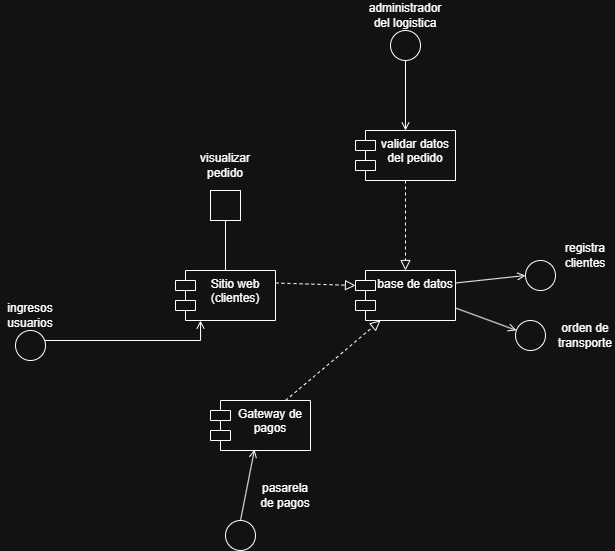 administrador
del logistica
validar datos
del pedido
visualizar
pedido
Sitio web
(clientes)
base de datos
registra
clientes
ingresos
usuarios
orden de
transporte
Gateway de
pagos
pasarela
de pagos